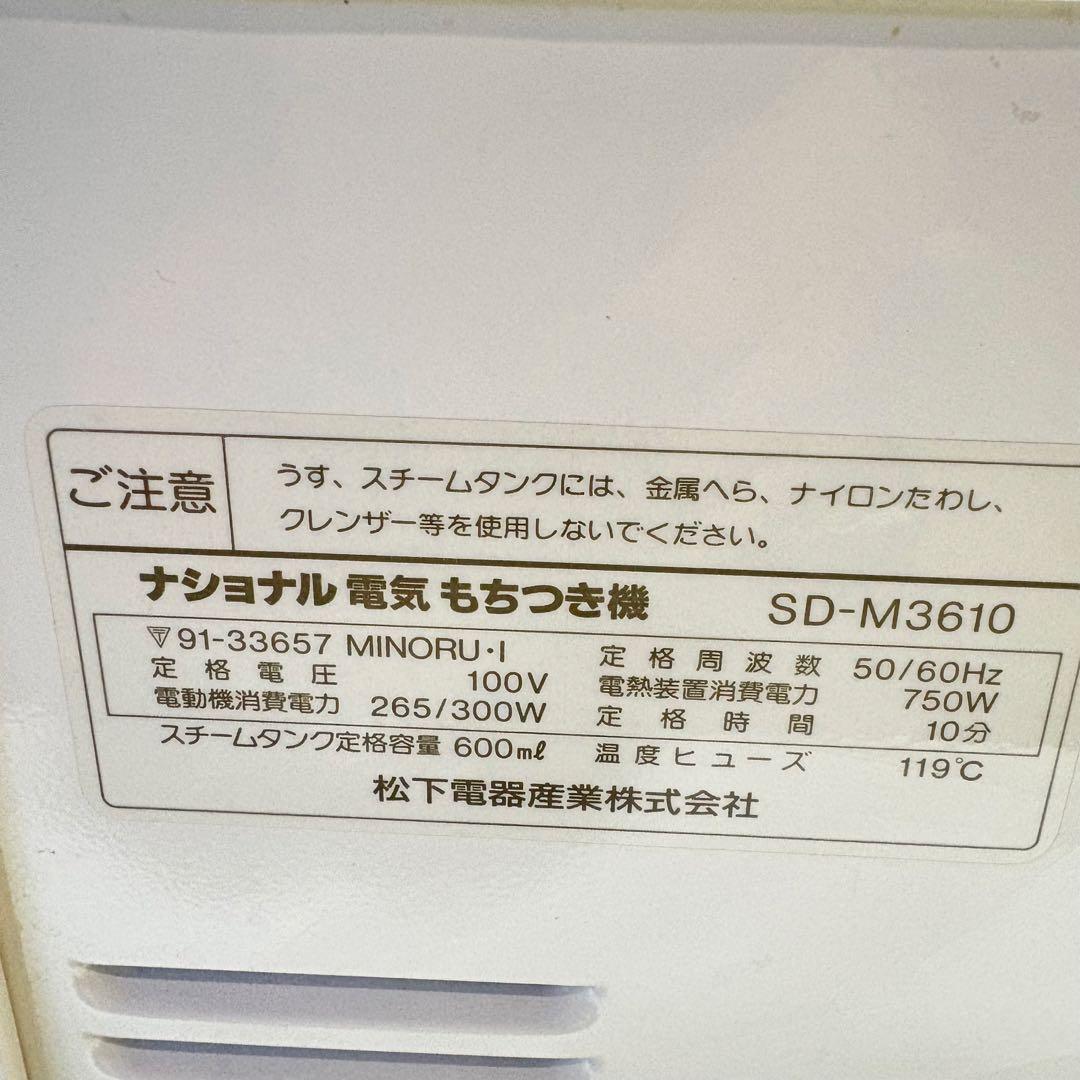 ご注意
うす、スチームタンクには、金属へら、ナイロンたわし、
クレンザー等を使用しないでください。
ナショナル 電気 もちつき機 SD-M3610
91-33657 MINORU・I
定格電圧 100V
電動機消費電力 265/300W
定格周波数 50/60Hz
電熱装置消費電力 750W
定格時間 10分
スチームタンク定格容量 600mℓ
温度ヒューズ 119℃
松下電器産業株式会社